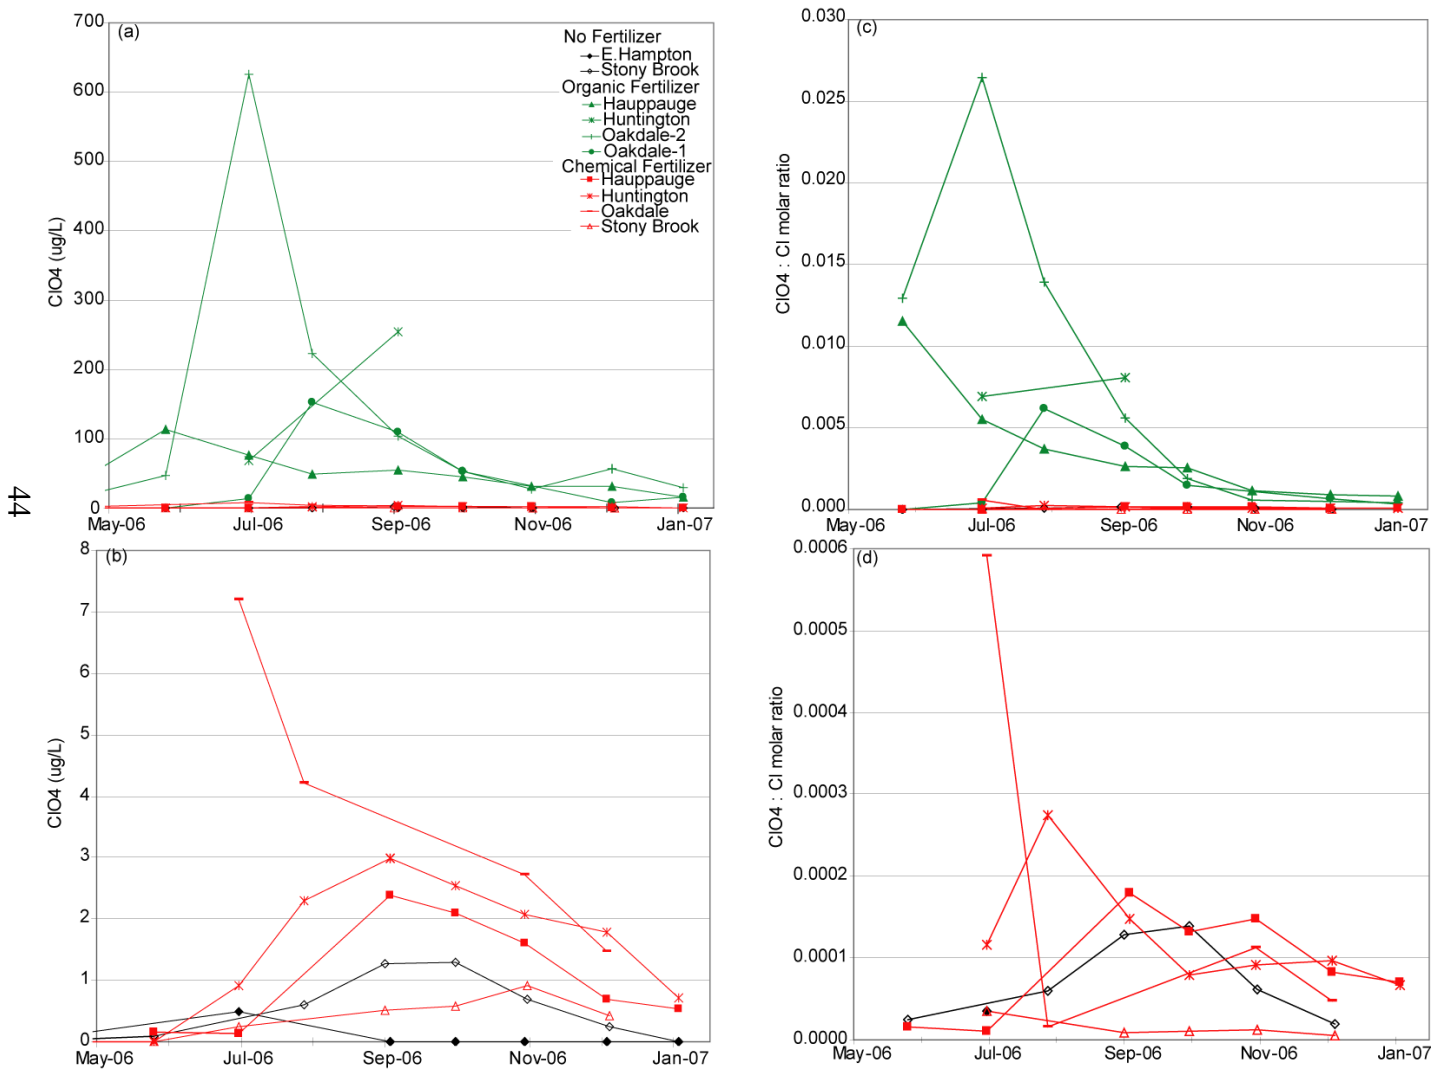 (a)
700
600
500
400
300
200
100
0
ClO4 (ug/L)
No Fertilizer
E.Hampton
Stony Brook
Organic Fertilizer
Hauppauge
Huntington
Oakdale-2
Oakdale-1
Chemical Fertilizer
Hauppauge
Huntington
Oakdale
Stony Brook
May-06 Jul-06 Sep-06 Nov-06 Jan-07
(c)
0.030
0.025
0.020
0.015
0.010
0.005
0.000
ClO4 : Cl molar ratio
May-06 Jul-06 Sep-06 Nov-06 Jan-07
44
(b)
8
7
6
5
4
3
2
1
0
ClO4 (ug/L)
May-06 Jul-06 Sep-06 Nov-06 Jan-07
(d)
0.0006
0.0005
0.0004
0.0003
0.0002
0.0001
0.0000
ClO4 : Cl molar ratio
May-06 Jul-06 Sep-06 Nov-06 Jan-07